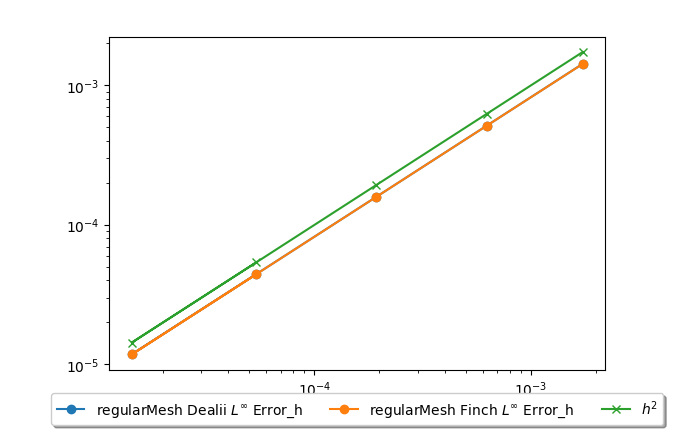 10⁻³
10⁻⁴
10⁻⁵
10⁻⁴ 10⁻³
regularMesh Dealii L^∞ Error_h regularMesh Finch L^∞ Error_h h²